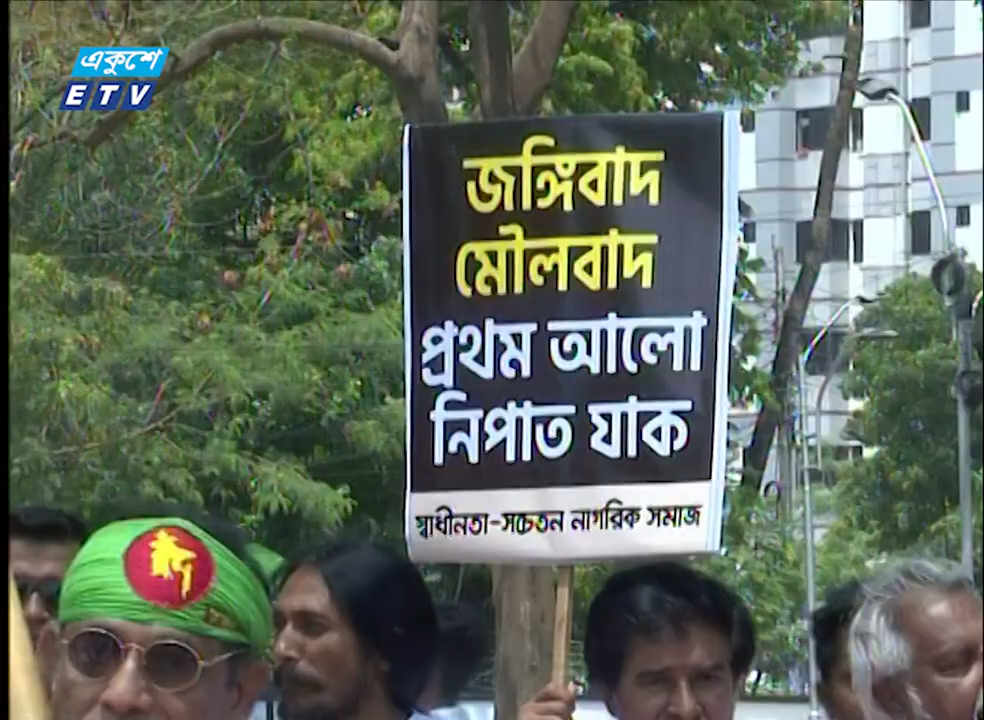 একুশে
ETV
জঙ্গিবাদ
মৌলবাদ
প্রথম আলো
নিপাত যাক
স্বাধীনতা-সচেতন নাগরিক সমাজ